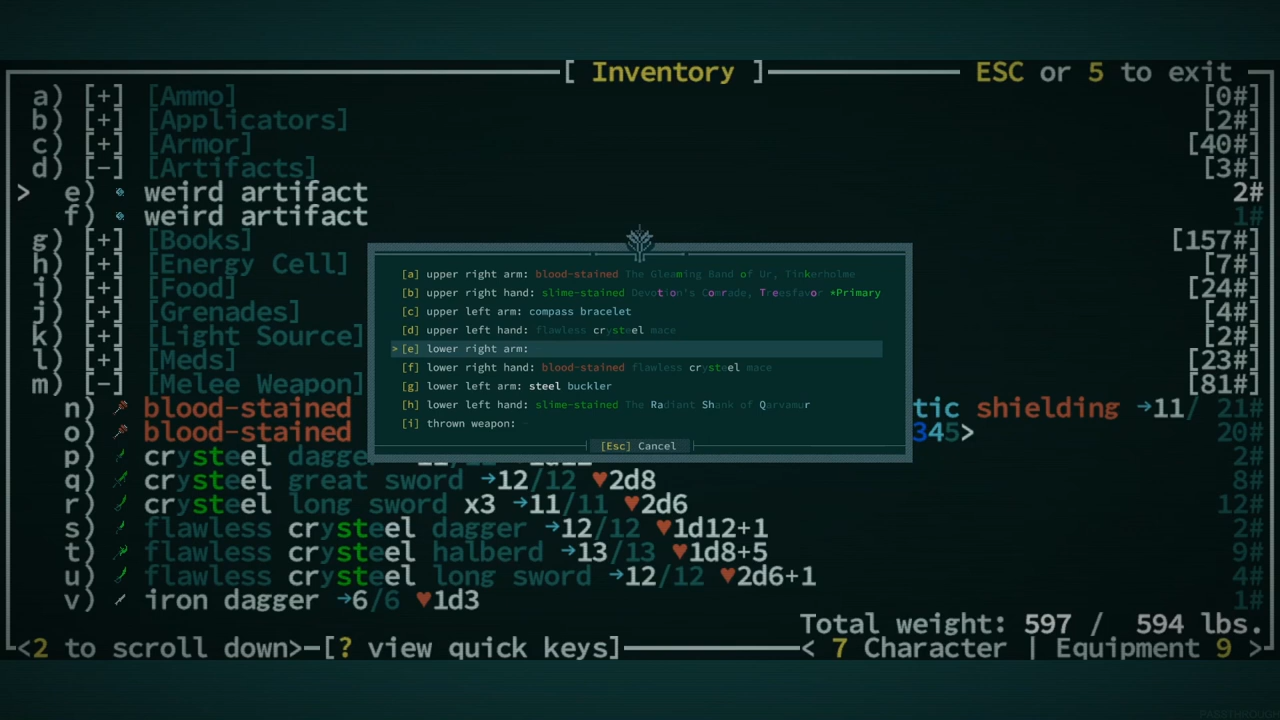 [ Inventory ] ESC or 5 to exit
a) [+] [Ammo] [0#]
b) [+] [Applicators] [2#]
c) [+] [Armor] [40#]
d) [-] [Artifacts] [3#]
> e) weird artifact 2#
f) weird artifact 1#
g) [+] [Books] [157#]
h) [+] [Energy Cell] [7#]
i) [+] [Food] [24#]
j) [+] [Grenades] [4#]
k) [+] [Light Source] [2#]
l) [+] [Meds] [23#]
m) [-] [Melee Weapon] [81#]
n) blood-stained tic shielding →11/ 21#
o) blood-stained 345> 20#
p) crysteel dagger 2#
q) crysteel great sword →12/12 ♥2d8 8#
r) crysteel long sword x3 →11/11 ♥2d6 12#
s) flawless crysteel dagger →12/12 ♥1d12+1 2#
t) flawless crysteel halberd →13/13 ♥1d8+5 9#
u) flawless crysteel long sword →12/12 ♥2d6+1 4#
v) iron dagger →6/6 ♥1d3 1#
Total weight: 597 / 594 lbs.
<2 to scroll down> [? view quick keys] < 7 Character | Equipment 9 >
[a] upper right arm: blood-stained The Gleaming Band of Ur, Tinkerholme
[b] upper right hand: slime-stained Devotion's Comrade, Treesfavor *Primary
[c] upper left arm: compass bracelet
[d] upper left hand: flawless crysteel mace
> [e] lower right arm:
[f] lower right hand: blood-stained flawless crysteel mace
[g] lower left arm: steel buckler
[h] lower left hand: slime-stained The Radiant Shank of Qarvamur
[i] thrown weapon:
[Esc] Cancel